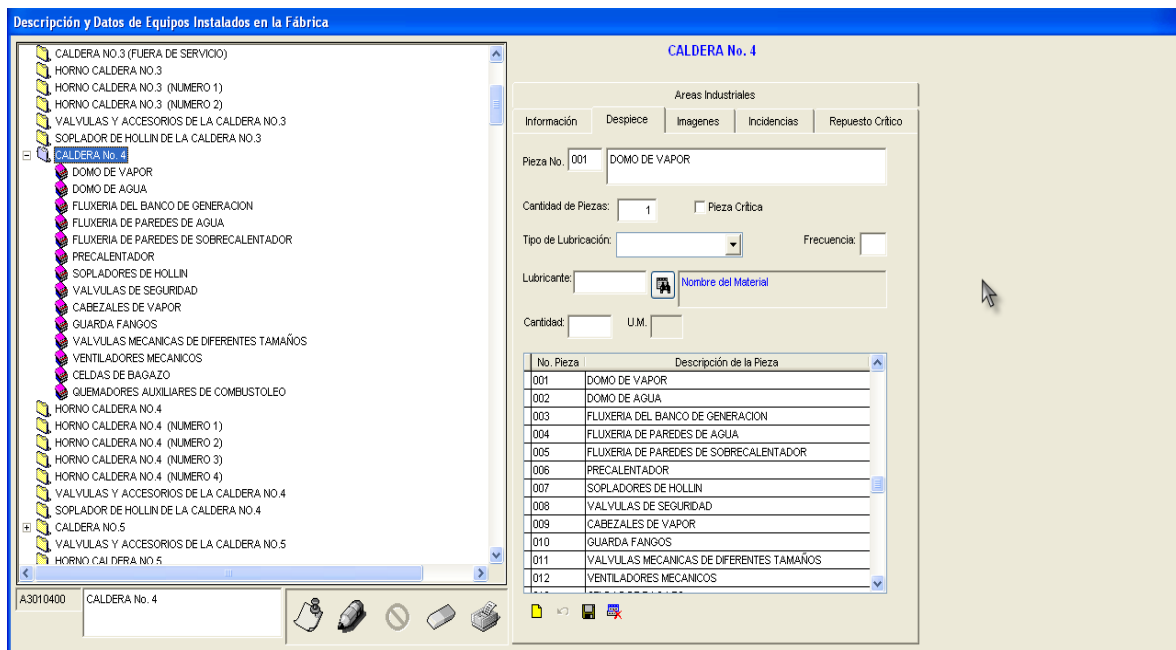 Descripción y Datos de Equipos Instalados en la Fábrica
CALDERA NO.3 (FUERA DE SERVICIO)
HORNO CALDERA NO.3
HORNO CALDERA NO.3 (NUMERO 1)
HORNO CALDERA NO.3 (NUMERO 2)
VALVULAS Y ACCESORIOS DE LA CALDERA NO.3
SOPLADOR DE HOLLIN DE LA CALDERA NO.3
CALDERA No. 4
DOMO DE VAPOR
DOMO DE AGUA
FLUXERIA DEL BANCO DE GENERACION
FLUXERIA DE PAREDES DE AGUA
FLUXERIA DE PAREDES DE SOBRECALENTADOR
PRECALENTADOR
SOPLADORES DE HOLLIN
VALVULAS DE SEGURIDAD
CABEZALES DE VAPOR
GUARDA FANGOS
VALVULAS MECANICAS DE DIFERENTES TAMAÑOS
VENTILADORES MECANICOS
CELDAS DE BAGAZO
QUEMADORES AUXILIARES DE COMBUSTOLEO
HORNO CALDERA NO.4
HORNO CALDERA NO.4 (NUMERO 1)
HORNO CALDERA NO.4 (NUMERO 2)
HORNO CALDERA NO.4 (NUMERO 3)
HORNO CALDERA NO.4 (NUMERO 4)
VALVULAS Y ACCESORIOS DE LA CALDERA NO.4
SOPLADOR DE HOLLIN DE LA CALDERA NO.4
CALDERA NO.5
VALVULAS Y ACCESORIOS DE LA CALDERA NO.5
HORNO CALDERA NO.5
A3010400 CALDERA No. 4
CALDERA No. 4
Areas Industriales
Información Despiece Imagenes Incidencias Repuesto Crítico
Pieza No. 001 DOMO DE VAPOR
Cantidad de Piezas: 1 Pieza Crítica
Tipo de Lubricación: Frecuencia:
Lubricante: Nombre del Material
Cantidad: U.M.
No. Pieza Descripción de la Pieza
001 DOMO DE VAPOR
002 DOMO DE AGUA
003 FLUXERIA DEL BANCO DE GENERACION
004 FLUXERIA DE PAREDES DE AGUA
005 FLUXERIA DE PAREDES DE SOBRECALENTADOR
006 PRECALENTADOR
007 SOPLADORES DE HOLLIN
008 VALVULAS DE SEGURIDAD
009 CABEZALES DE VAPOR
010 GUARDA FANGOS
011 VALVULAS MECANICAS DE DIFERENTES TAMAÑOS
012 VENTILADORES MECANICOS